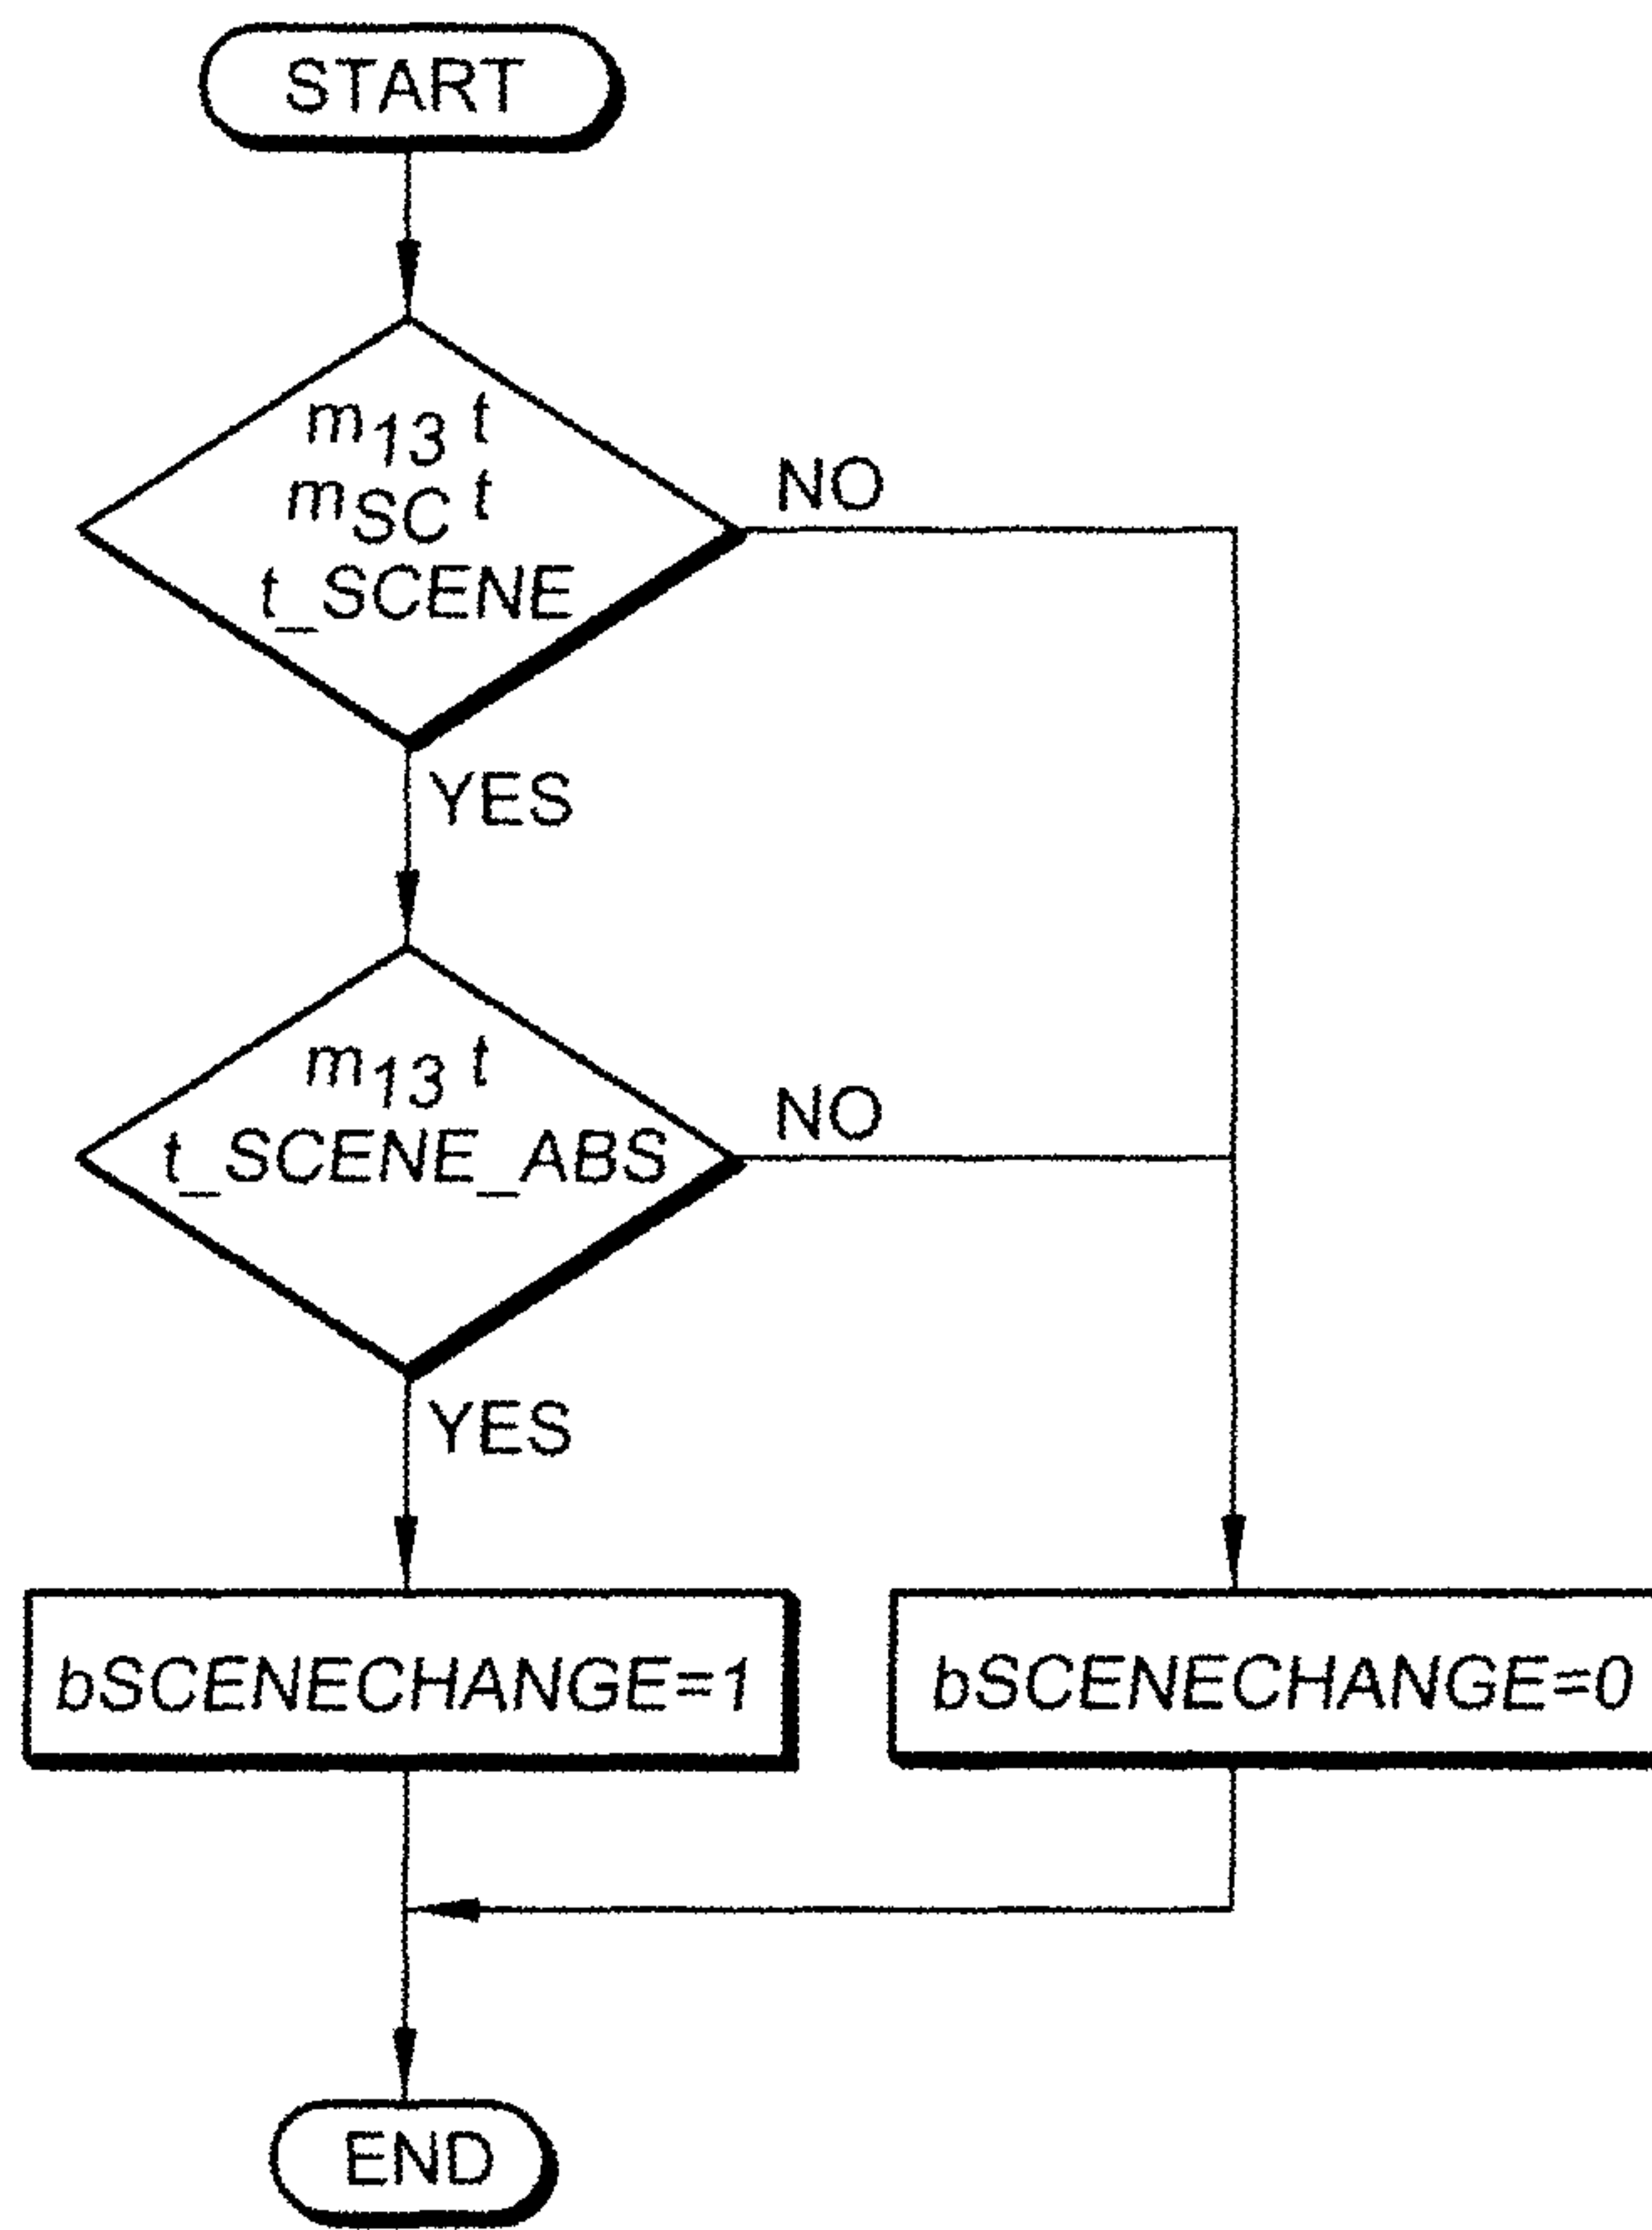 START
m13 t
mSC t
t_SCENE
NO
YES
m13 t
t_SCENE_ABS
NO
YES
bSCENECHANGE=1
bSCENECHANGE=0
END